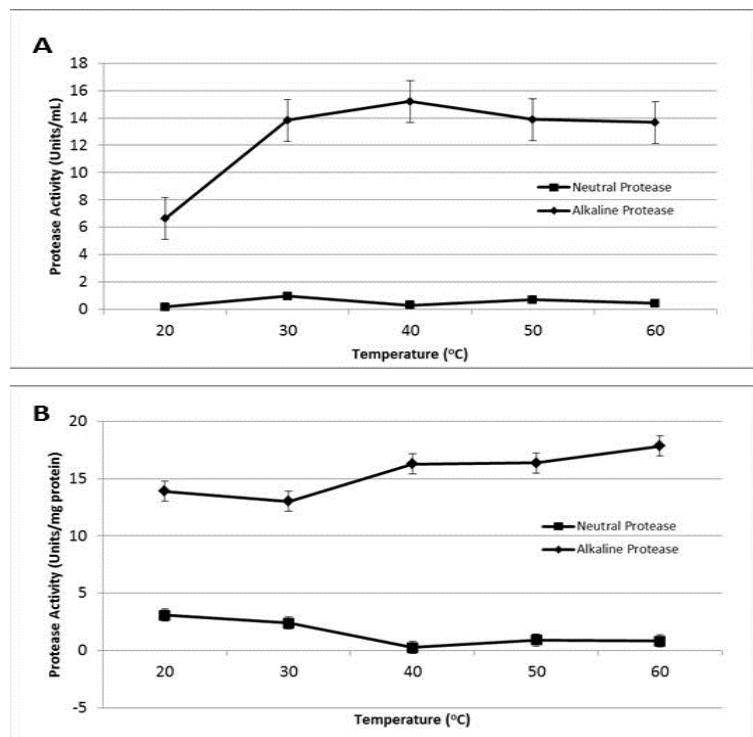 A
Protease Activity (Units/mL)
18
16
14
12
10
8
6
4
2
0
Neutral Protease
Alkaline Protease
20 30 40 50 60
Temperature (°C)
B
Protease Activity (Units/mg protein)
20
15
10
5
0
-5
Neutral Protease
Alkaline Protease
20 30 40 50 60
Temperature (°C)